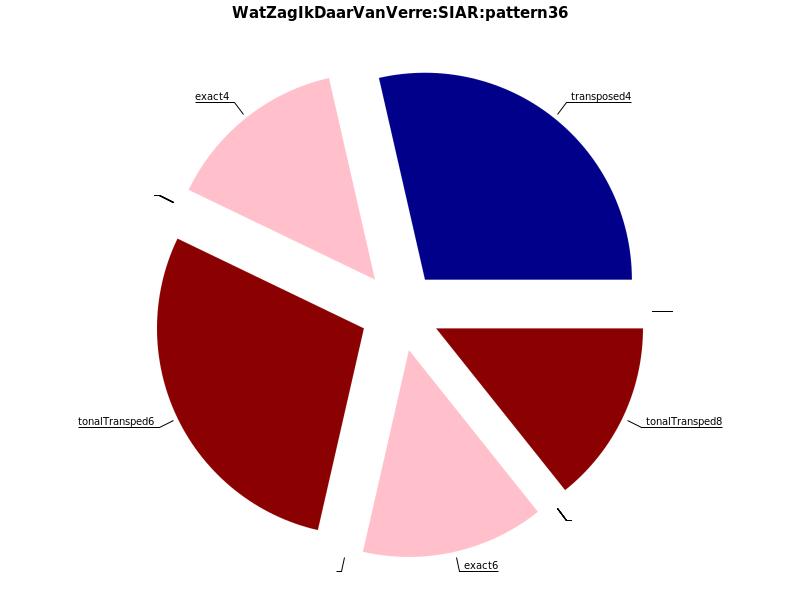 WatZagIkDaarVanVerre:SIAR:pattern36
exact4
transposed4
tonalTransped6
tonalTransped8
exact6